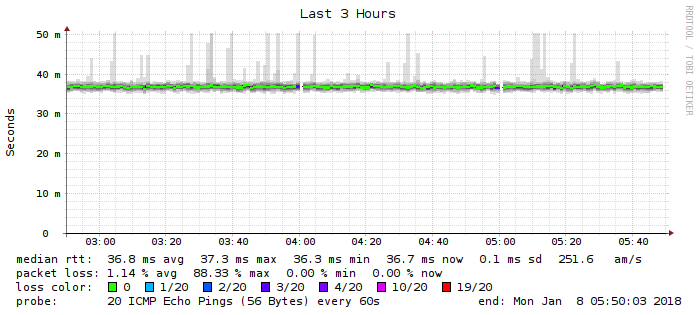 Last 3 Hours
RRDTOOL / TOBI OETIKER
Seconds
50 m
40 m
30 m
20 m
10 m
0
03:00 03:20 03:40 04:00 04:20 04:40 05:00 05:20 05:40
median rtt: 36.8 ms avg 37.3 ms max 36.3 ms min 36.7 ms now 0.1 ms sd 251.6 am/s
packet loss: 1.14 % avg 88.33 % max 0.00 % min 0.00 % now
loss color: 0 1/20 2/20 3/20 4/20 10/20 19/20
probe: 20 ICMP Echo Pings (56 Bytes) every 60s end: Mon Jan 8 05:50:03 2018